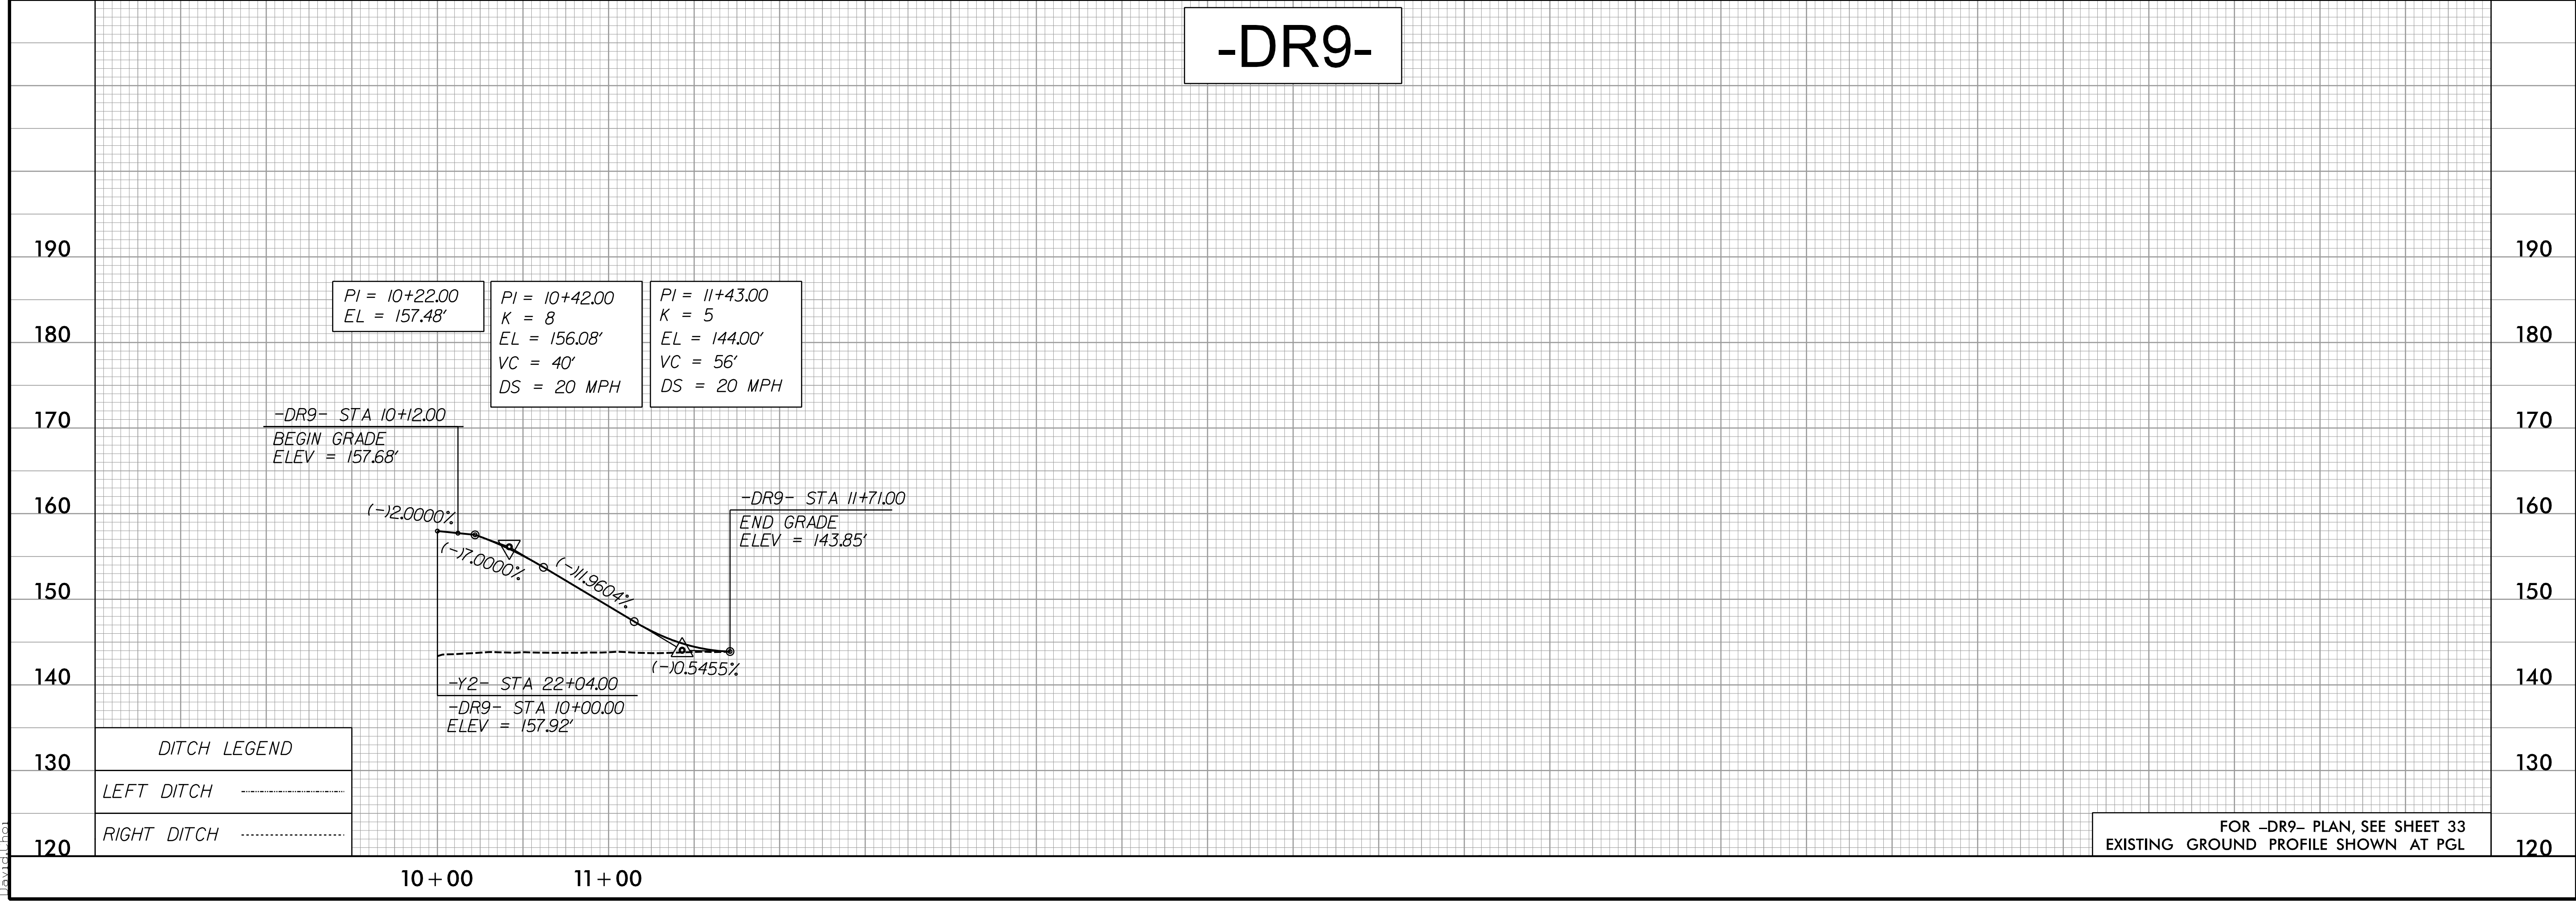 -DR9-
190 190
PI = 10+22.00
EL = 157.48'
PI = 10+42.00
K = 8
EL = 156.08'
VC = 40'
DS = 20 MPH
PI = 11+43.00
K = 5
EL = 144.00'
VC = 56'
DS = 20 MPH
180 180
170 170
-DR9- STA 10+12.00
BEGIN GRADE
ELEV = 157.68'
160 160
(-)2.0000%
(-)7.0000%
(-)11.9604%
(-)0.5455%
-DR9- STA 11+71.00
END GRADE
ELEV = 143.85'
150 150
140 140
-Y2- STA 22+04.00
-DR9- STA 10+00.00
ELEV = 157.92'
130 130
DITCH LEGEND
LEFT DITCH
RIGHT DITCH
120 120
FOR -DR9- PLAN, SEE SHEET 33
EXISTING GROUND PROFILE SHOWN AT PGL
10+00 11+00